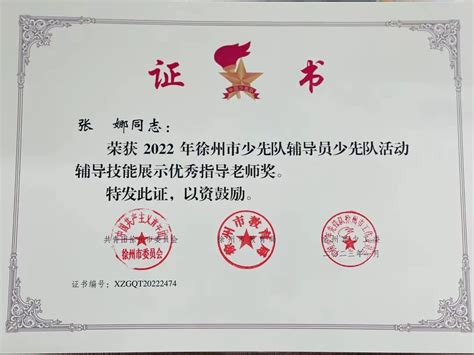 证 书
张 娜同志：
荣获 2022 年徐州市少先队辅导员少先队活动
辅导技能展示优秀指导老师奖。
特发此证，以资鼓励。
徐州市委员会
徐州市教育局
证书编号：XZGQT20222474